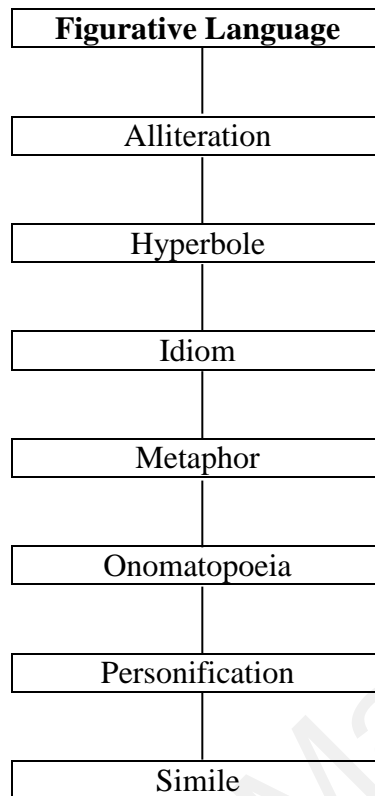 Figurative Language
Alliteration
Hyperbole
Idiom
Metaphor
Onomatopoeia
Personification
Simile